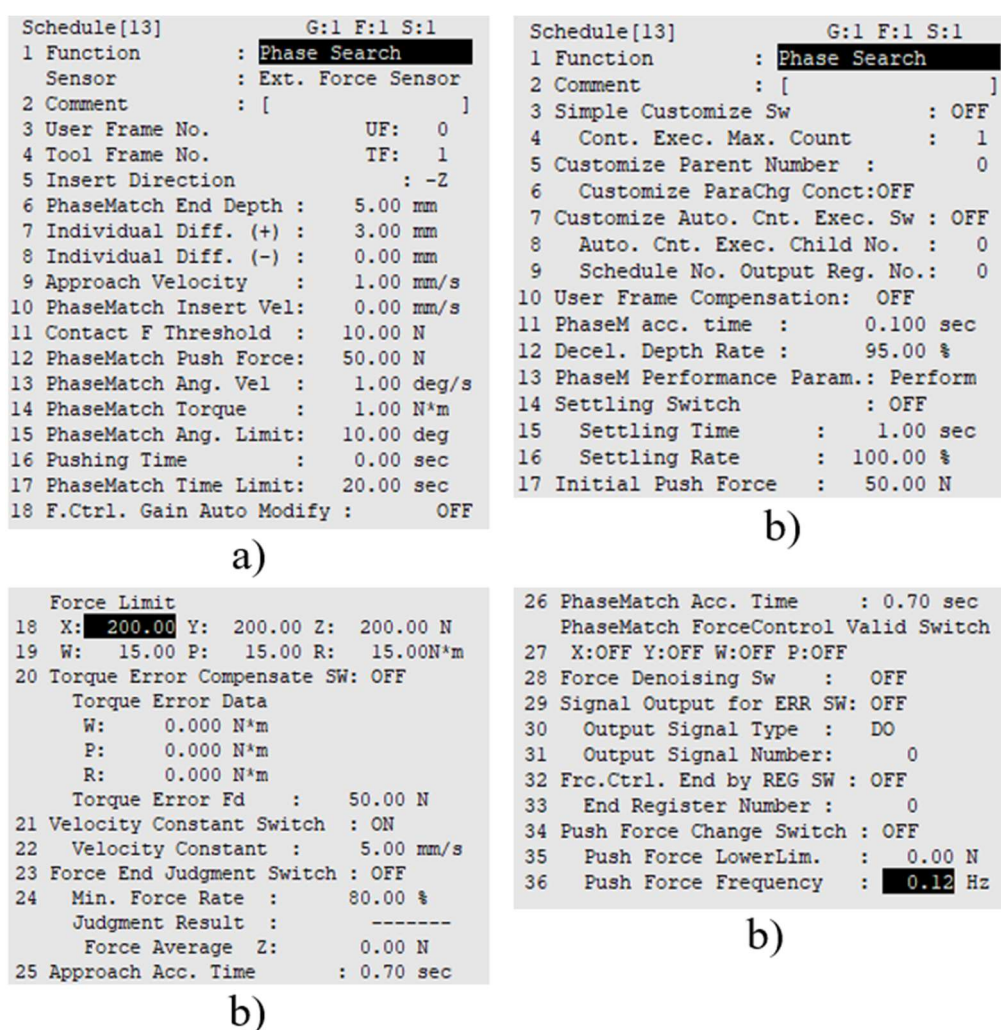 Schedule[13] G:1 F:1 S:1
1 Function : Phase Search
Sensor : Ext. Force Sensor
2 Comment : [ ]
3 User Frame No. UF: 0
4 Tool Frame No. TF: 1
5 Insert Direction : -Z
6 PhaseMatch End Depth : 5.00 mm
7 Individual Diff. (+) : 3.00 mm
8 Individual Diff. (-) : 0.00 mm
9 Approach Velocity : 1.00 mm/s
10 PhaseMatch Insert Vel: 0.00 mm/s
11 Contact F Threshold : 10.00 N
12 PhaseMatch Push Force: 50.00 N
13 PhaseMatch Ang. Vel : 1.00 deg/s
14 PhaseMatch Torque : 1.00 N*m
15 PhaseMatch Ang. Limit: 10.00 deg
16 Pushing Time : 0.00 sec
17 PhaseMatch Time Limit: 20.00 sec
18 F.Ctrl. Gain Auto Modify : OFF
a)
Schedule[13] G:1 F:1 S:1
1 Function : Phase Search
2 Comment : [ ]
3 Simple Customize Sw : OFF
4 Cont. Exec. Max. Count : 1
5 Customize Parent Number : 0
6 Customize ParaChg Conct:OFF
7 Customize Auto. Cnt. Exec. Sw : OFF
8 Auto. Cnt. Exec. Child No. : 0
9 Schedule No. Output Reg. No.: 0
10 User Frame Compensation: OFF
11 PhaseM acc. time : 0.100 sec
12 Decel. Depth Rate : 95.00 %
13 PhaseM Performance Param.: Perform
14 Settling Switch : OFF
15 Settling Time : 1.00 sec
16 Settling Rate : 100.00 %
17 Initial Push Force : 50.00 N
b)
Force Limit
18 X: 200.00 Y: 200.00 Z: 200.00 N
19 W: 15.00 P: 15.00 R: 15.00N*m
20 Torque Error Compensate SW: OFF
Torque Error Data
W: 0.000 N*m
P: 0.000 N*m
R: 0.000 N*m
Torque Error Fd : 50.00 N
21 Velocity Constant Switch : ON
22 Velocity Constant : 5.00 mm/s
23 Force End Judgment Switch : OFF
24 Min. Force Rate : 80.00 %
Judgment Result : -------
Force Average Z: 0.00 N
25 Approach Acc. Time : 0.70 sec
b)
26 PhaseMatch Acc. Time : 0.70 sec
PhaseMatch ForceControl Valid Switch
27 X:OFF Y:OFF W:OFF P:OFF
28 Force Denoising Sw : OFF
29 Signal Output for ERR SW: OFF
30 Output Signal Type : DO
31 Output Signal Number: 0
32 Frc.Ctrl. End by REG SW : OFF
33 End Register Number : 0
34 Push Force Change Switch : OFF
35 Push Force LowerLim. : 0.00 N
36 Push Force Frequency : 0.12 Hz
b)